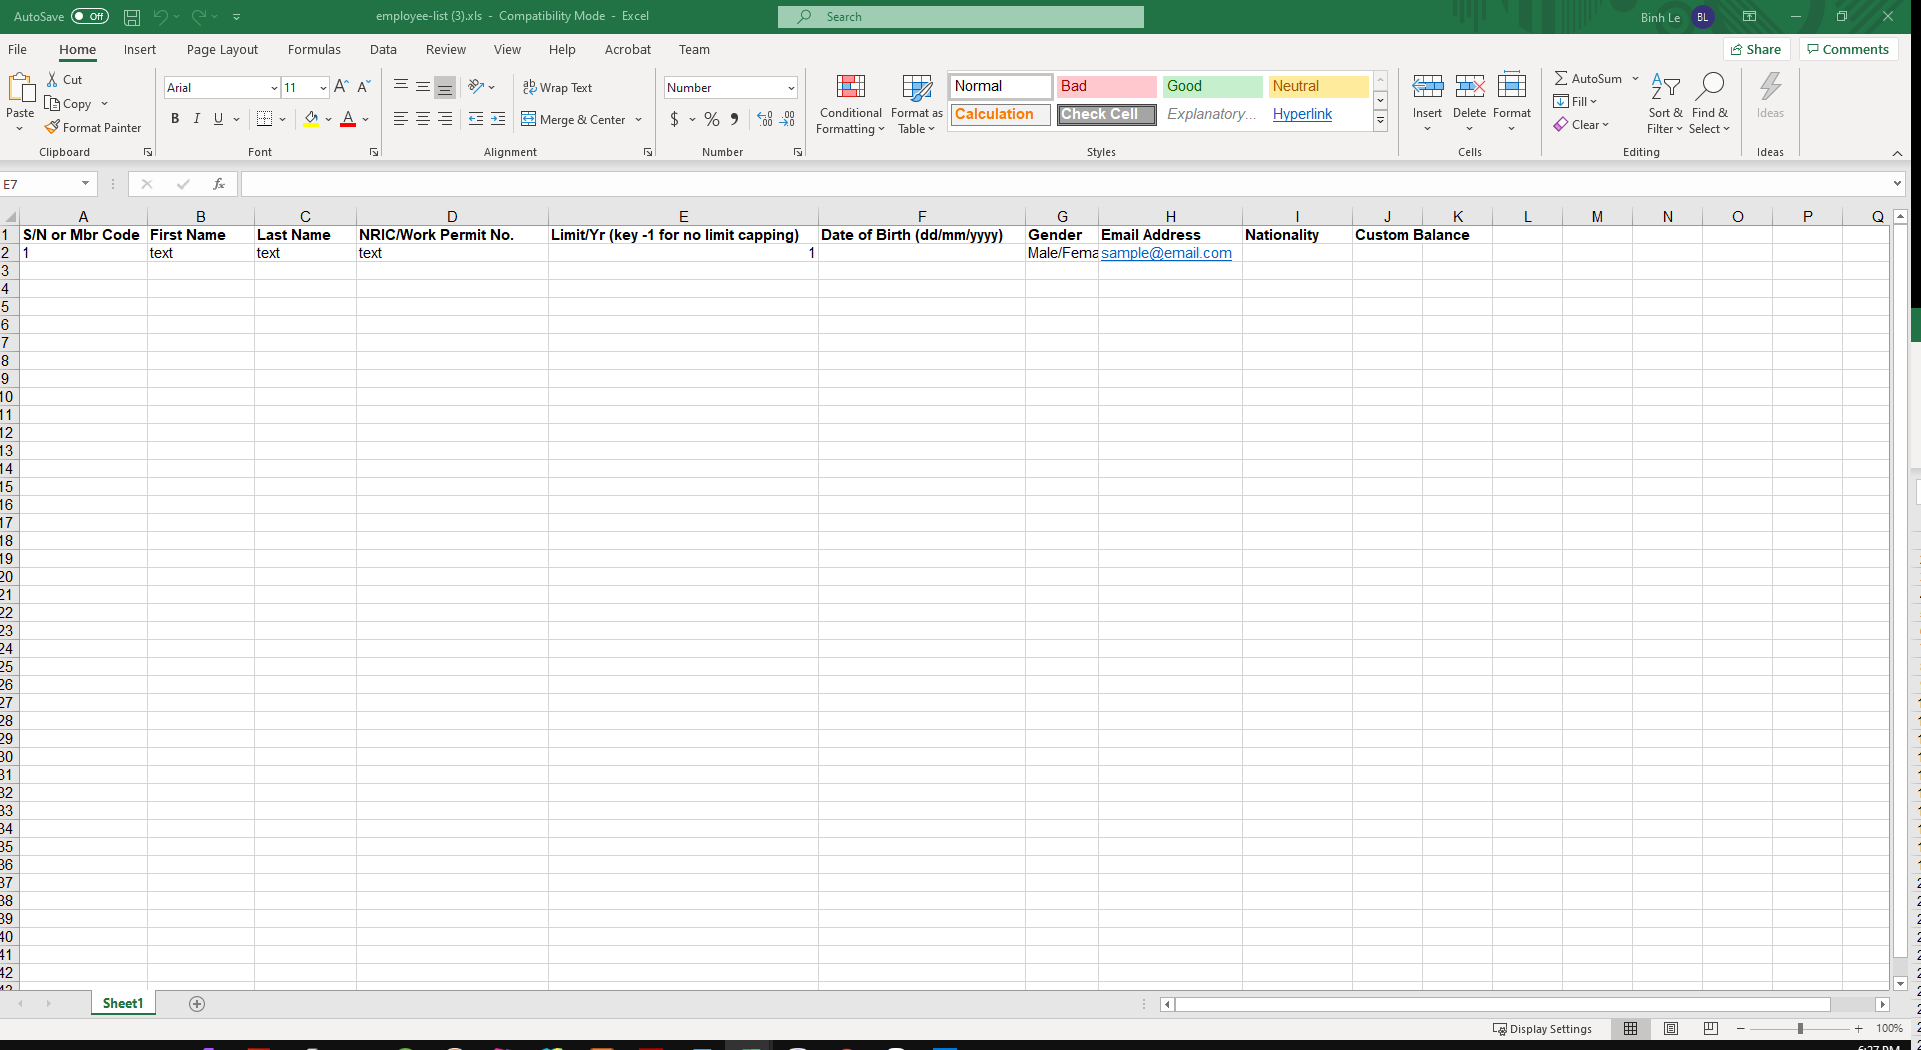 AutoSave Off employee-list (3).xls - Compatibility Mode - Excel Search Binh Le BL
File Home Insert Page Layout Formulas Data Review View Help Acrobat Team Share Comments
Paste Cut Copy Format Painter
Clipboard
Arial 11
B I U A
Font
Wrap Text
Merge & Center
Alignment
Number
$ % 9
Number
Conditional Formatting Format as Table
Normal Bad Good Neutral
Calculation Check Cell Explanatory... Hyperlink
Styles
Insert Delete Format
Cells
AutoSum
Fill
Clear
Sort & Filter Find & Select
Editing
Ideas
Ideas
E7 fx
A B C D E F G H I J K L M N O P Q
1 S/N or Mbr Code First Name Last Name NRIC/Work Permit No. Limit/Yr (key -1 for no limit capping) Date of Birth (dd/mm/yyyy) Gender Email Address Nationality Custom Balance
2 1 text text text 1 Male/Fema sample@email.com
3
4
5
6
7
8
9
10
11
12
13
14
15
16
17
18
19
20
21
22
23
24
25
26
27
28
29
30
31
32
33
34
35
36
37
38
39
40
41
42
Sheet1
Display Settings 100%
6:27 PM